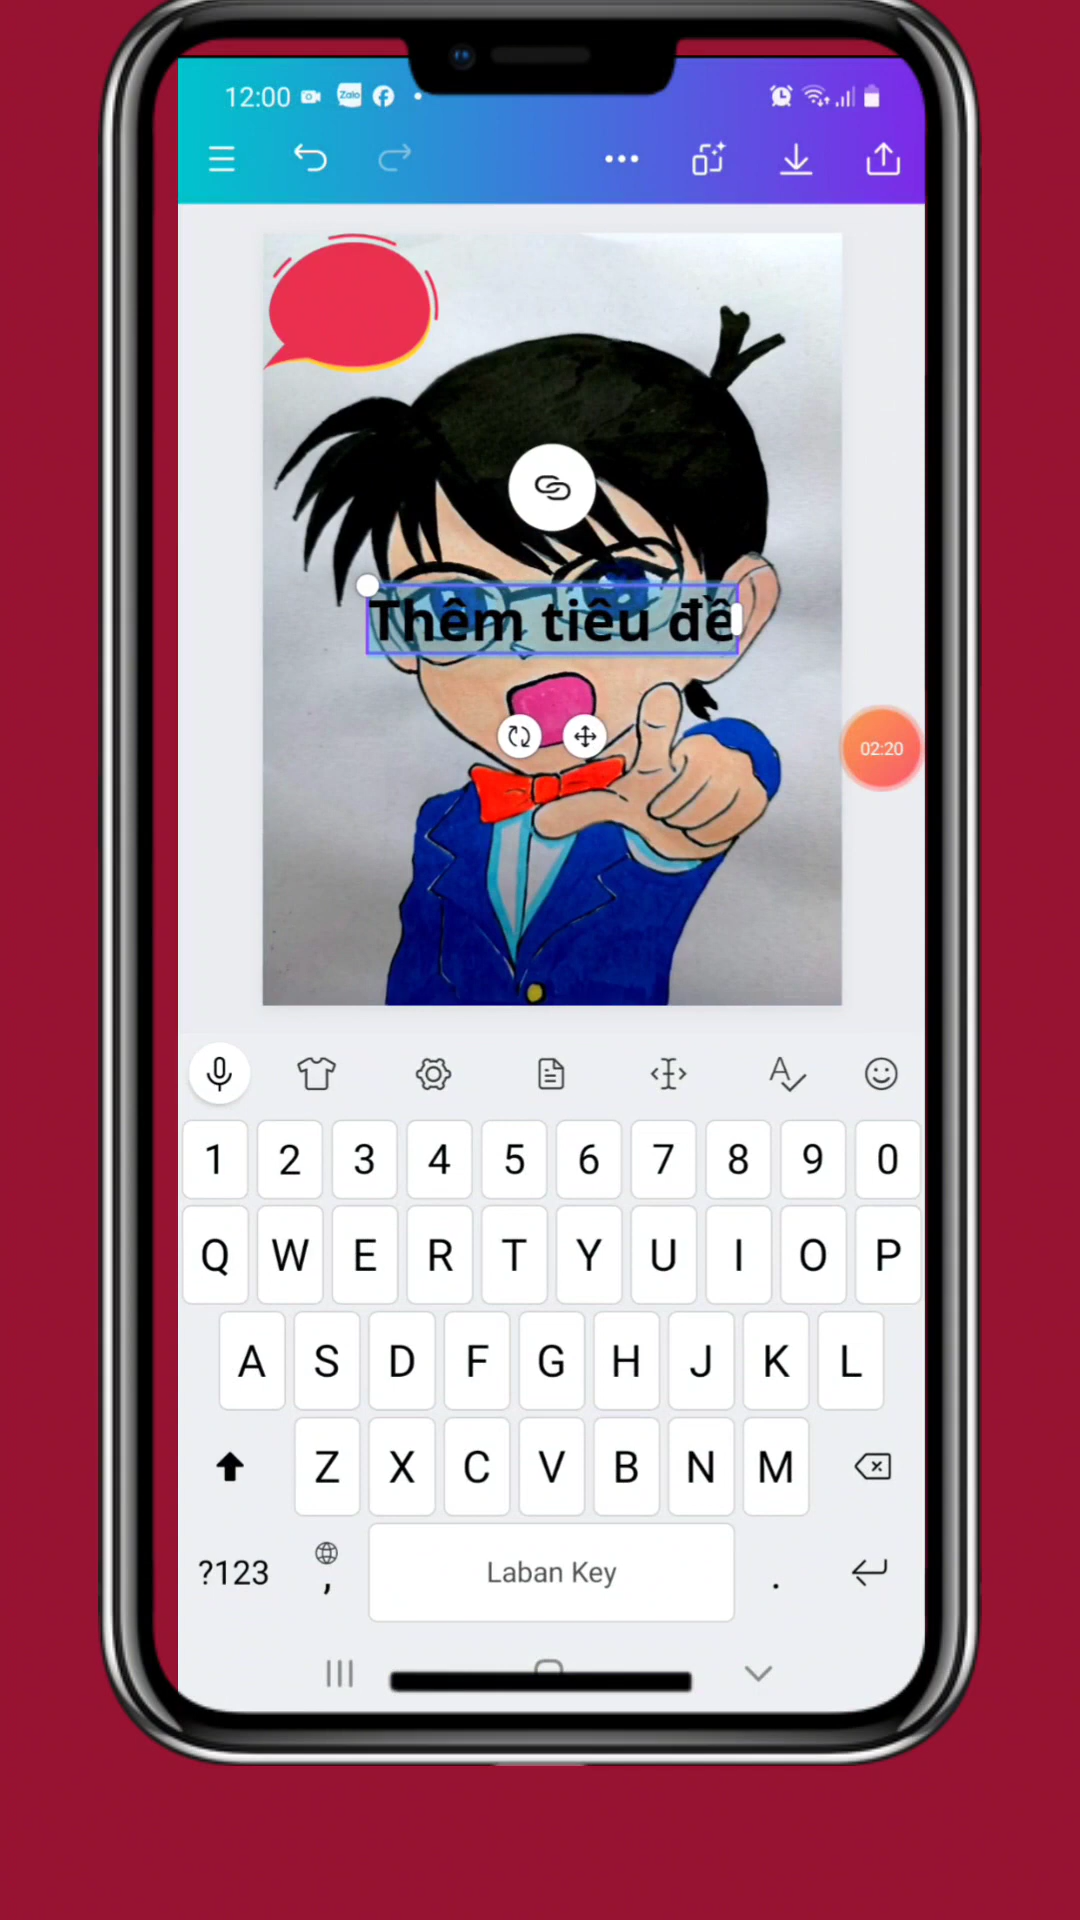 12:00
Zalo
Thêm tiêu đề
02:20
1 2 3 4 5 6 7 8 9 0
Q W E R T Y U I O P
A S D F G H J K L
Z X C V B N M
?123 , Laban Key .